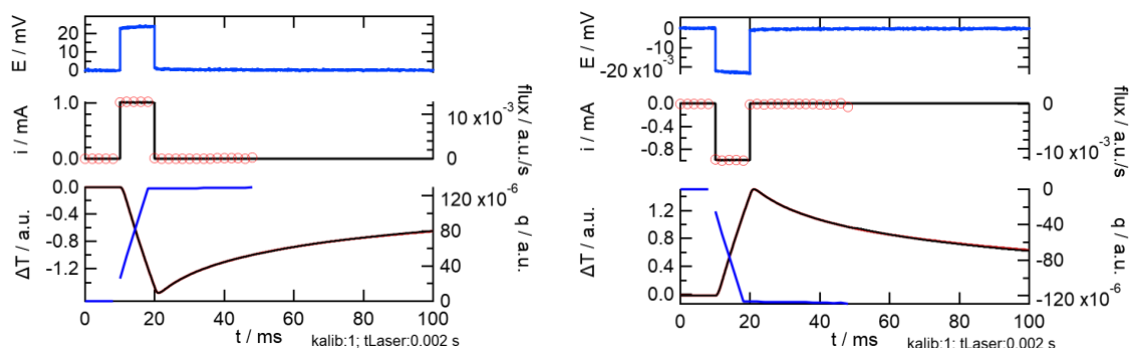 E / mV
20
0
i / mA
1.0
0.0
flux / a.u./s
10 x10⁻³
0
ΔT / a.u.
0.0
-0.4
-0.8
-1.2
q / a.u.
120 x10⁻⁶
80
40
0
0 20 40 60 80 100
t / ms
kalib:1; tLaser:0.002 s
E / mV
0
-10
-20 x10⁻³
i / mA
0.0
-0.4
-0.8
flux / a.u./s
0
-10 x10⁻³
ΔT / a.u.
1.2
0.8
0.4
0.0
q / a.u.
0
-40
-80
-120 x10⁻⁶
0 20 40 60 80 100
t / ms
kalib:1; tLaser:0.002 s